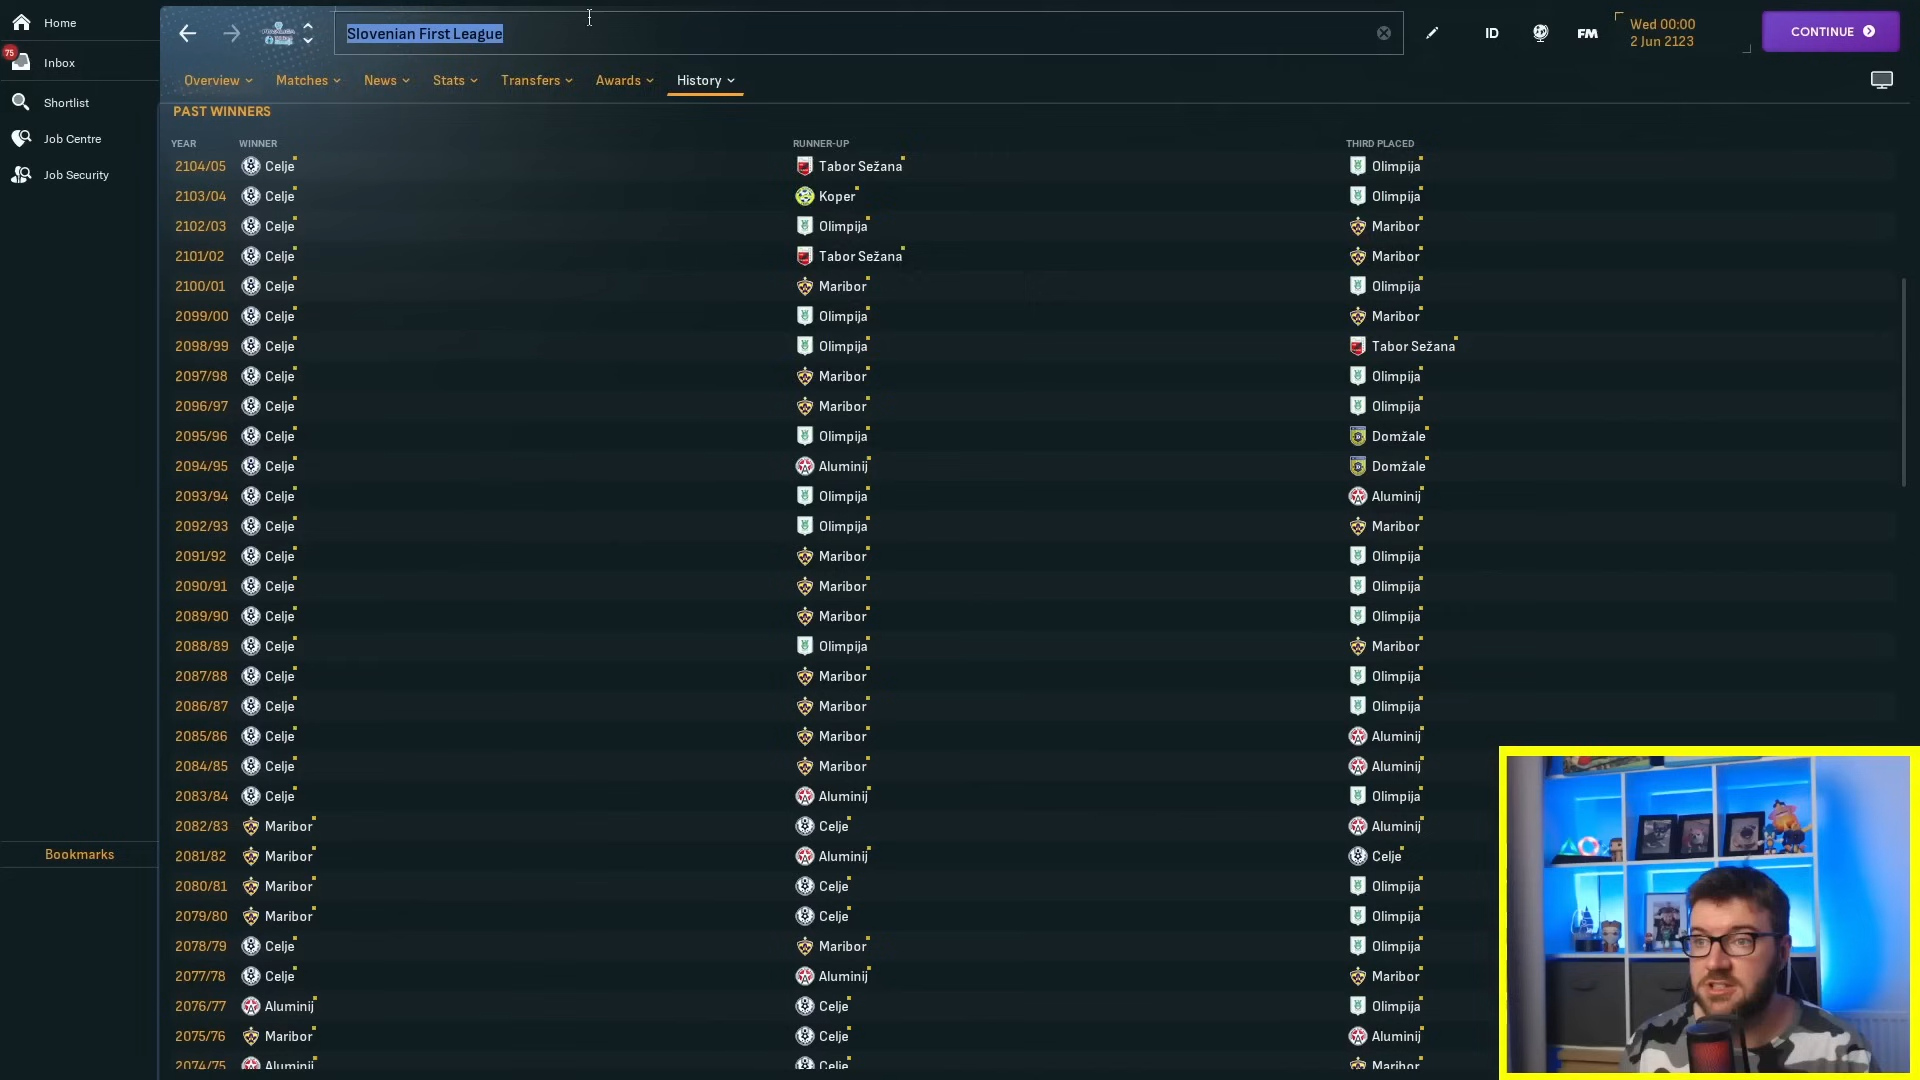 Home
Slovenian First League
ID
FM
Wed 00:00
2 Jun 2123
CONTINUE
75
Inbox
Overview
Matches
News
Stats
Transfers
Awards
History
Shortlist
Job Centre
Job Security
Bookmarks
PAST WINNERS
YEAR WINNER RUNNER-UP THIRD PLACED
2104/05 Celje Tabor Sežana Olimpija
2103/04 Celje Koper Olimpija
2102/03 Celje Olimpija Maribor
2101/02 Celje Tabor Sežana Maribor
2100/01 Celje Maribor Olimpija
2099/00 Celje Olimpija Maribor
2098/99 Celje Olimpija Tabor Sežana
2097/98 Celje Maribor Olimpija
2096/97 Celje Maribor Olimpija
2095/96 Celje Olimpija Domžale
2094/95 Celje Aluminij Domžale
2093/94 Celje Olimpija Aluminij
2092/93 Celje Olimpija Maribor
2091/92 Celje Maribor Olimpija
2090/91 Celje Maribor Olimpija
2089/90 Celje Maribor Olimpija
2088/89 Celje Olimpija Maribor
2087/88 Celje Maribor Olimpija
2086/87 Celje Maribor Olimpija
2085/86 Celje Maribor Aluminij
2084/85 Celje Maribor Aluminij
2083/84 Celje Aluminij Olimpija
2082/83 Maribor Celje Aluminij
2081/82 Maribor Aluminij Celje
2080/81 Maribor Celje Olimpija
2079/80 Maribor Celje Olimpija
2078/79 Celje Maribor Olimpija
2077/78 Celje Aluminij Maribor
2076/77 Aluminij Celje Olimpija
2075/76 Maribor Celje Aluminij
2074/75 Aluminij Celje Maribor